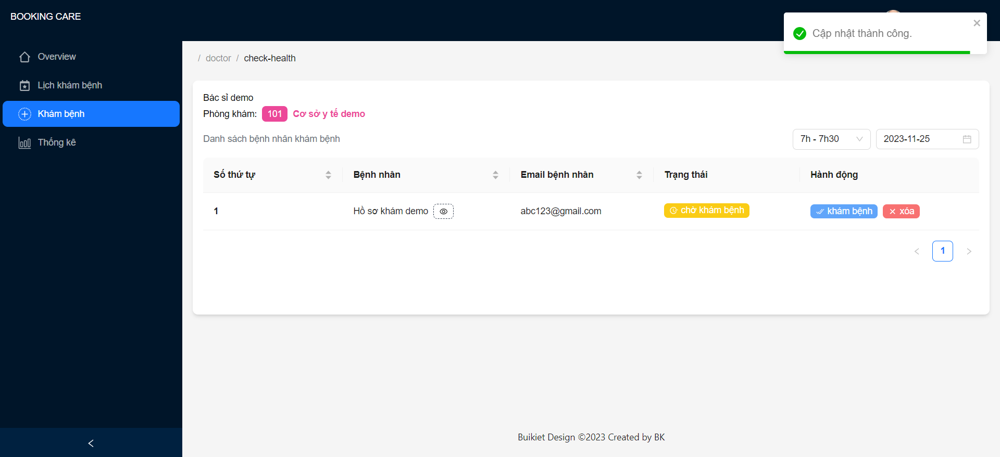 BOOKING CARE
Cập nhật thành công.
Overview
Lịch khám bệnh
Khám bệnh
Thống kê
/ doctor / check-health
Bác sỉ demo
Phòng khám: 101 Cơ sở y tế demo
Danh sách bệnh nhân khám bệnh
7h - 7h30 2023-11-25
Số thứ tự Bệnh nhân Email bệnh nhân Trạng thái Hành động
1 Hồ sơ khám demo abc123@gmail.com chờ khám bệnh khám bệnh xóa
1
Buikiet Design ©2023 Created by BK